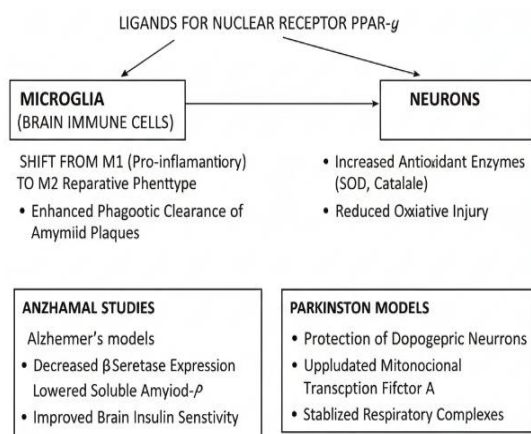 LIGANDS FOR NUCLEAR RECEPTOR PPAR-y
MICROGLIA
(BRAIN IMMUNE CELLS)
NEURONS
SHIFT FROM M1 (Pro-inflamantiory)
TO M2 Reparative Phenttype
• Enhanced Phagootic Clearance of
Amymiid Plaques
• Increased Antioxidant Enzymes
(SOD, Catalale)
• Reduced Oxxiative Injury
ANZHAMAL STUDIES
Alzhemmer's models
• Decreased β Seretase Expression
Lowered Soluble Amyiod-β
• Improved Brain Insulin Senstivity
PARKINSTON MODELS
• Protection of Dopogepric Neurrons
• Uppludated Mitonocional
Transcption Fifctor A
• Stablized Respiratory Complexes